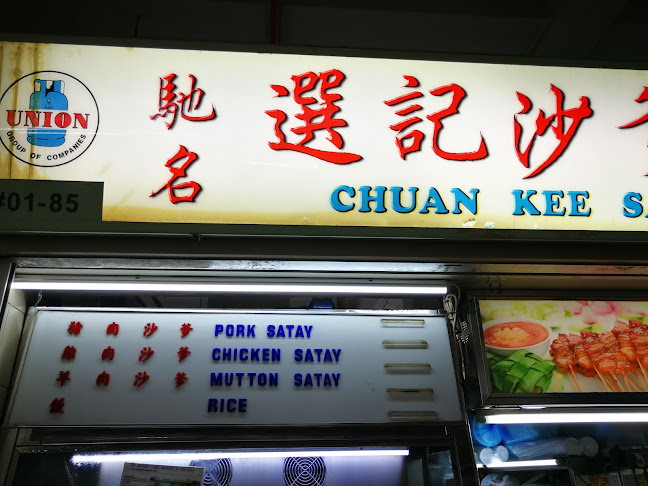 UNION
GROUP OF COMPANIES
馳名
選記沙
CHUAN KEE SA
#01-85
豬肉沙爹 PORK SATAY
雞肉沙爹 CHICKEN SATAY
羊肉沙爹 MUTTON SATAY
飯 RICE